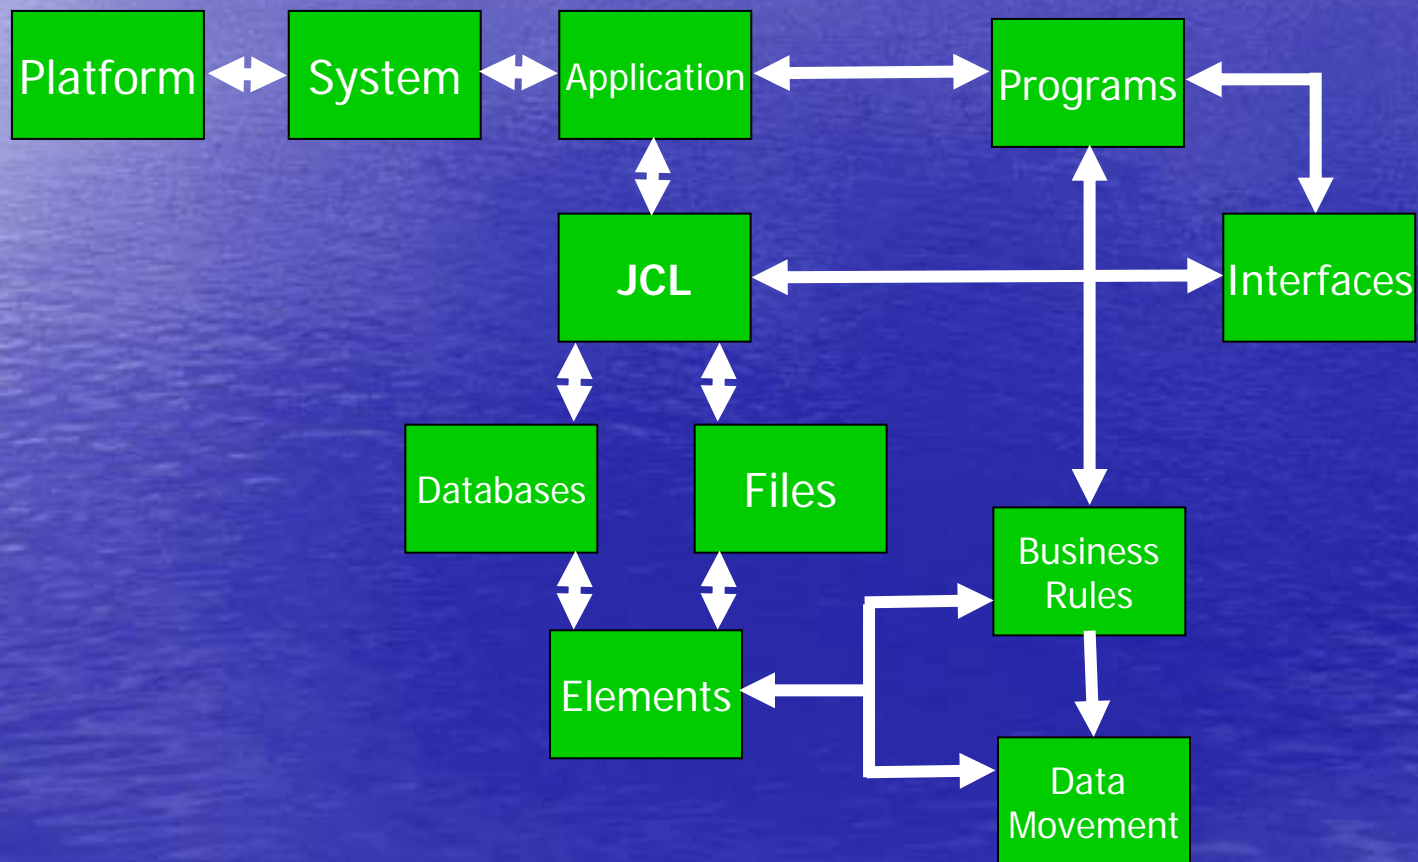 Platform
System
Application
Programs
JCL
Interfaces
Databases
Files
Business
Rules
Elements
Data
Movement